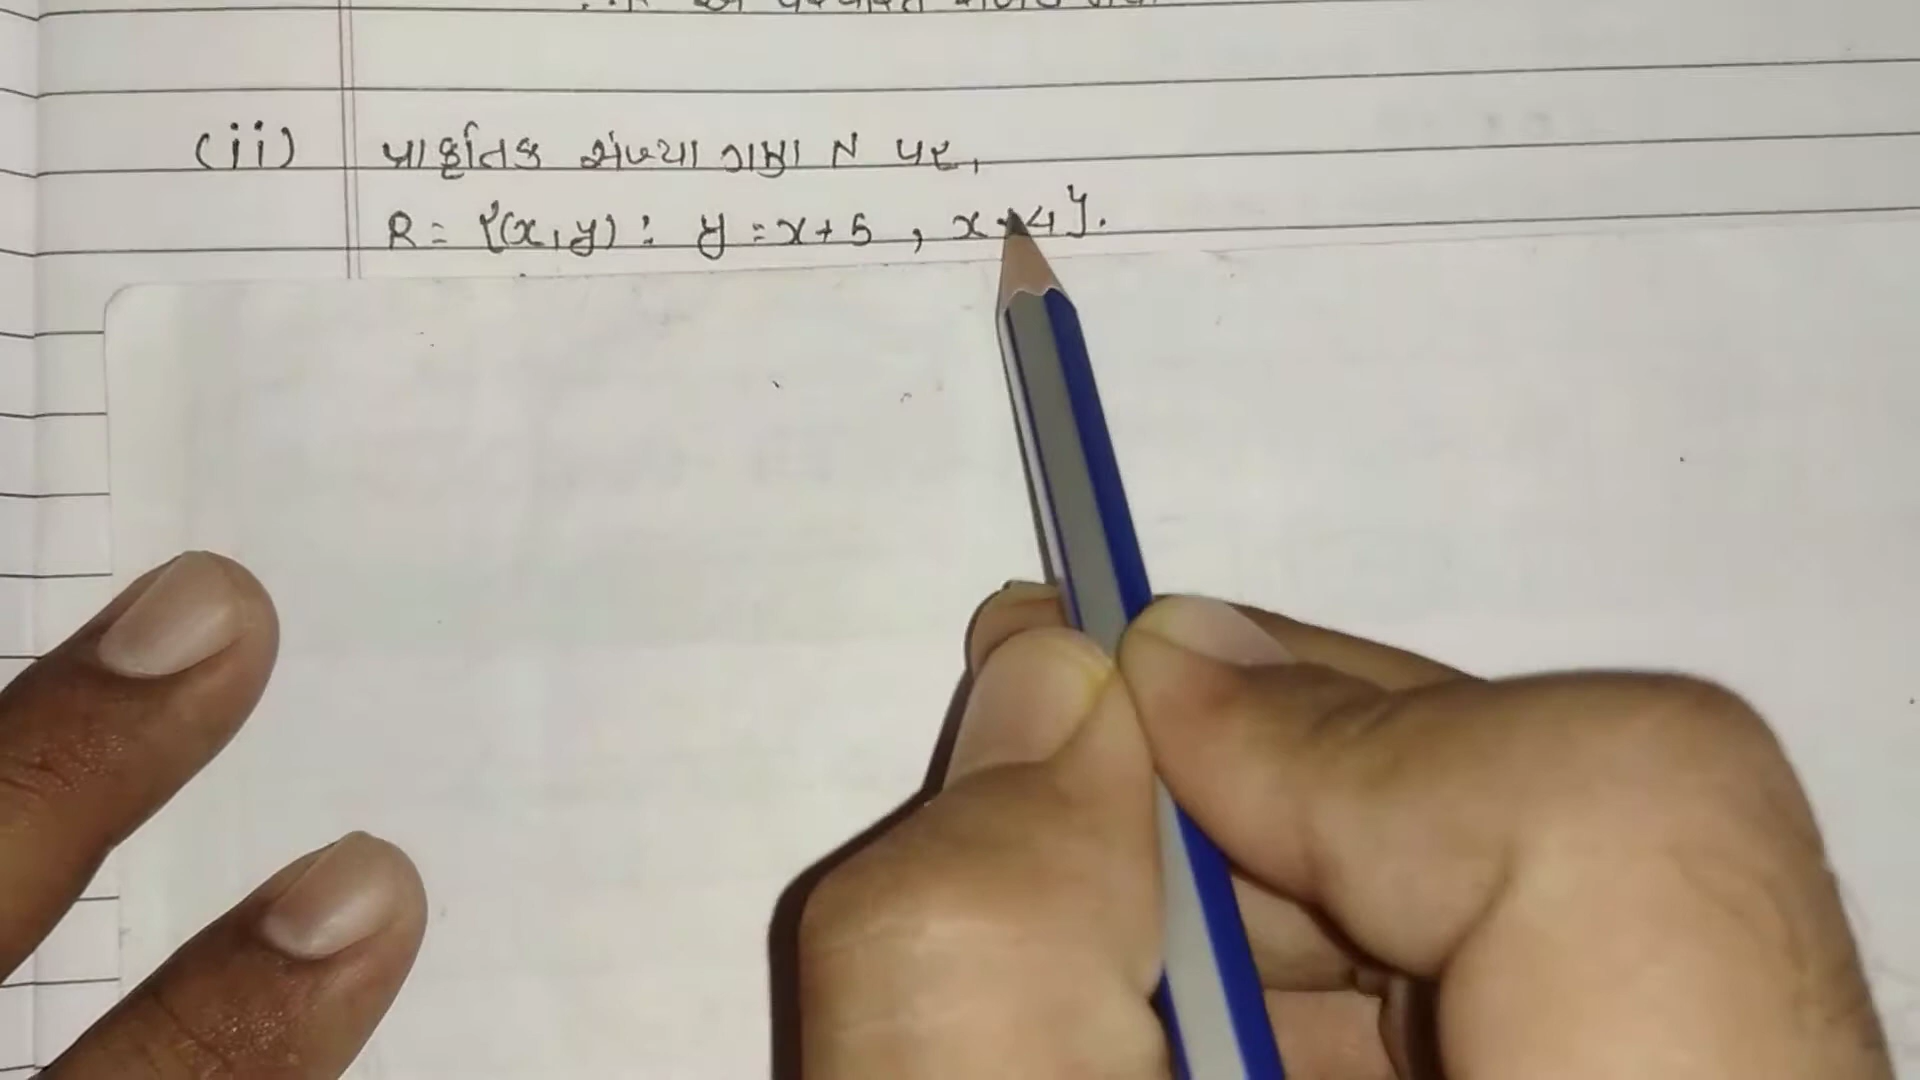 (ii) પ્રાકૃતિક સંખ્યા ગણ N પર,
R = {(x, y) : y = x + 5 , x 4}.